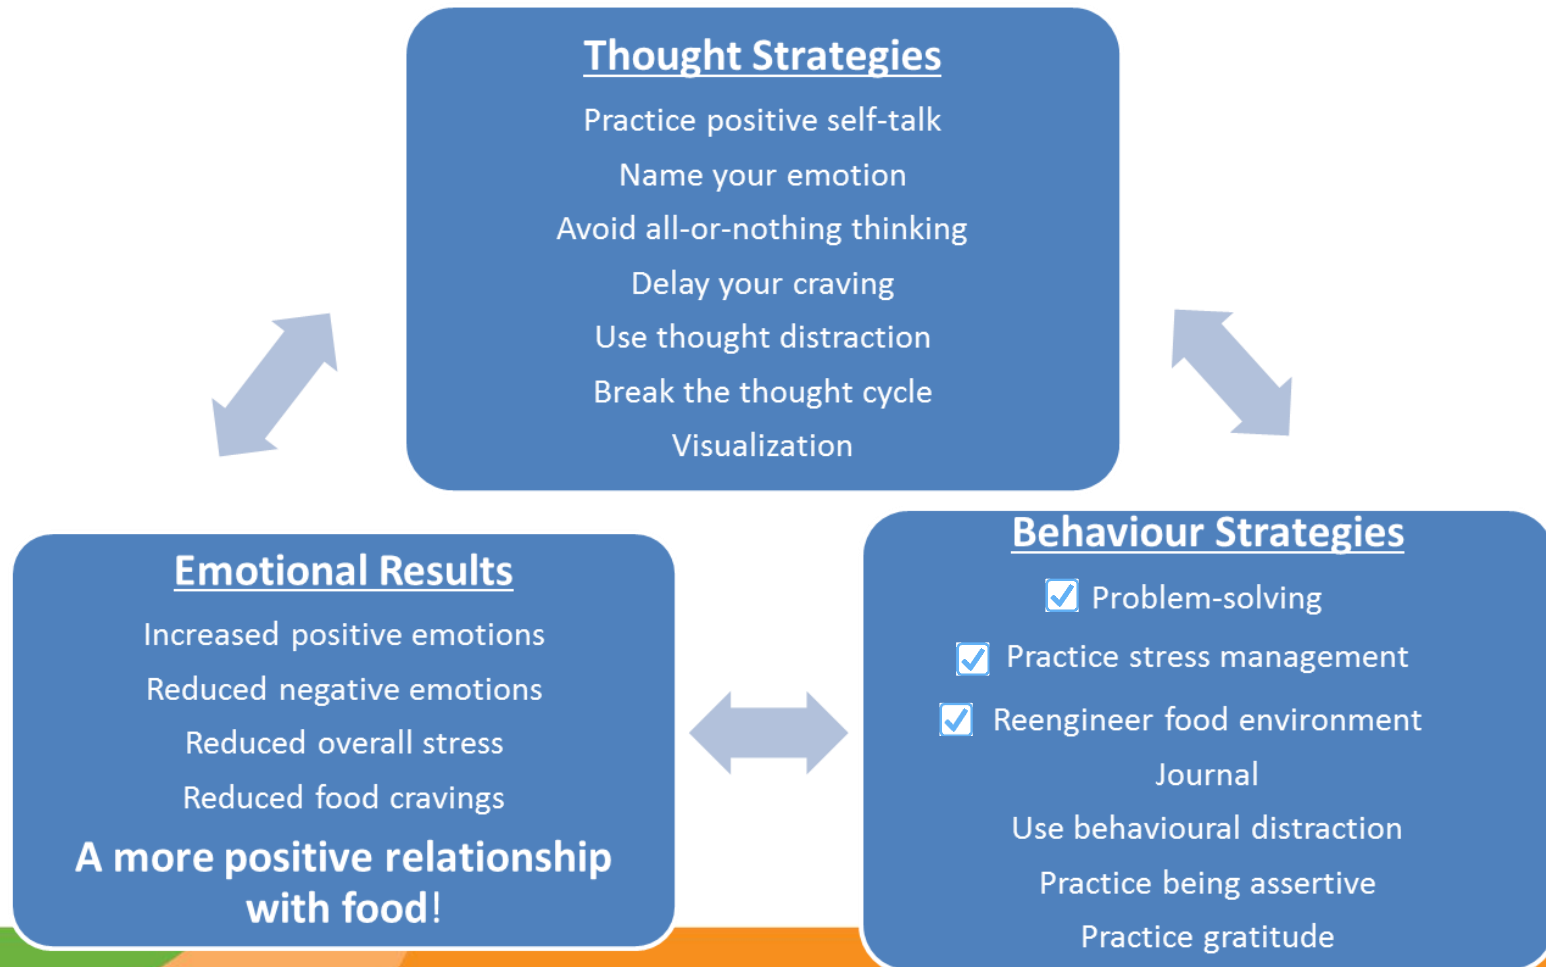 Thought Strategies
Practice positive self-talk
Name your emotion
Avoid all-or-nothing thinking
Delay your craving
Use thought distraction
Break the thought cycle
Visualization
Emotional Results
Increased positive emotions
Reduced negative emotions
Reduced overall stress
Reduced food cravings
A more positive relationship
with food!
Behaviour Strategies
Problem-solving
Practice stress management
Reengineer food environment
Journal
Use behavioural distraction
Practice being assertive
Practice gratitude